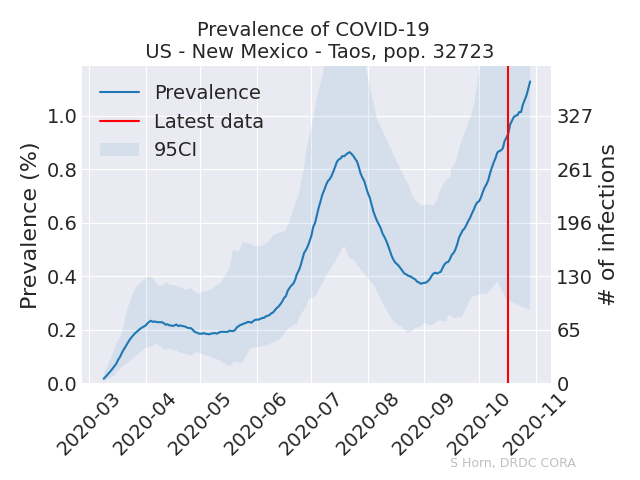 Prevalence of COVID-19
US - New Mexico - Taos, pop. 32723
Prevalence
Latest data
95CI
Prevalence (%)
1.0
0.8
0.6
0.4
0.2
0.0
327
261
196
130
65
0
# of infections
2020-03
2020-04
2020-05
2020-06
2020-07
2020-08
2020-09
2020-10
2020-11
S Horn, DRDC CORA